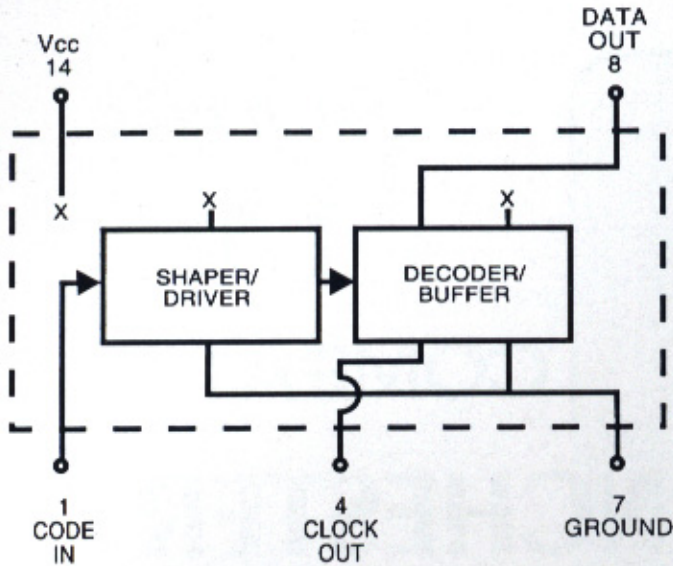 DATA
OUT
8
Vcc
14
X
X
X
SHAPER/
DRIVER
DECODER/
BUFFER
1
CODE
IN
4
CLOCK
OUT
7
GROUND